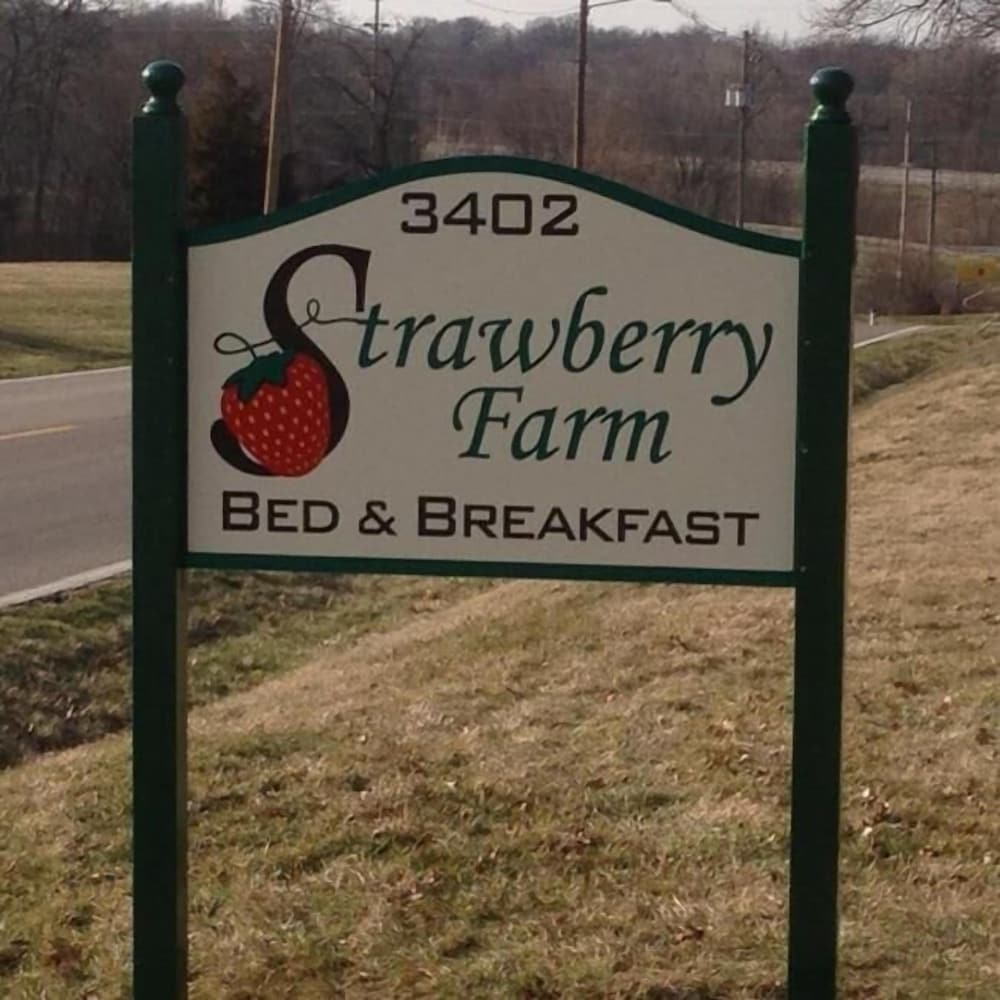 3402
Strawberry
Farm
BED & BREAKFAST